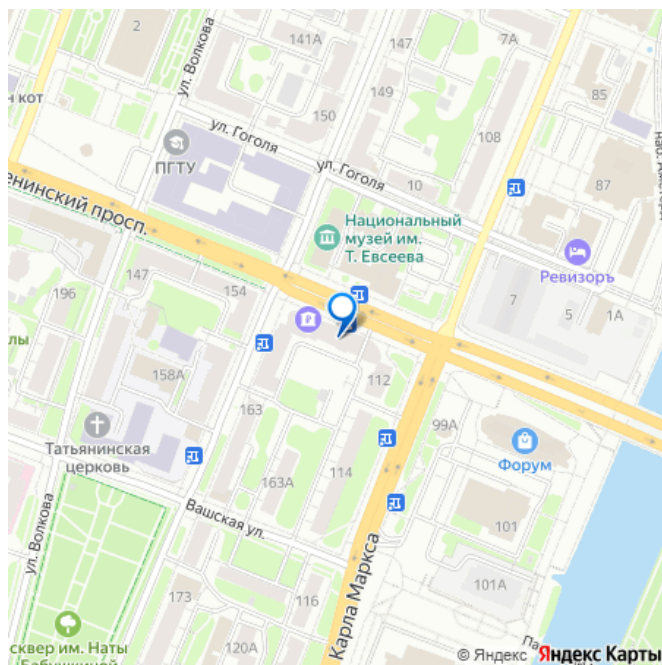 2
ул. Волкова
141А
147
7А
н кот
149
85
150
ул. Гоголя
108
ПГТУ
ул. Гоголя
10
87
енинский просп.
Национальный
музей им.
Т. Евсеева
Ревизоръ
147
154
196
7
5
1А
лы
158А
112
99А
163
Татьянинская
церковь
Форум
114
163А
Вашская ул.
101
ул. Волкова
Карла Маркса
101А
173
116
сквер им. Наты
Бабушкиной
120А
Па
© Яндекс Яндекс Карты